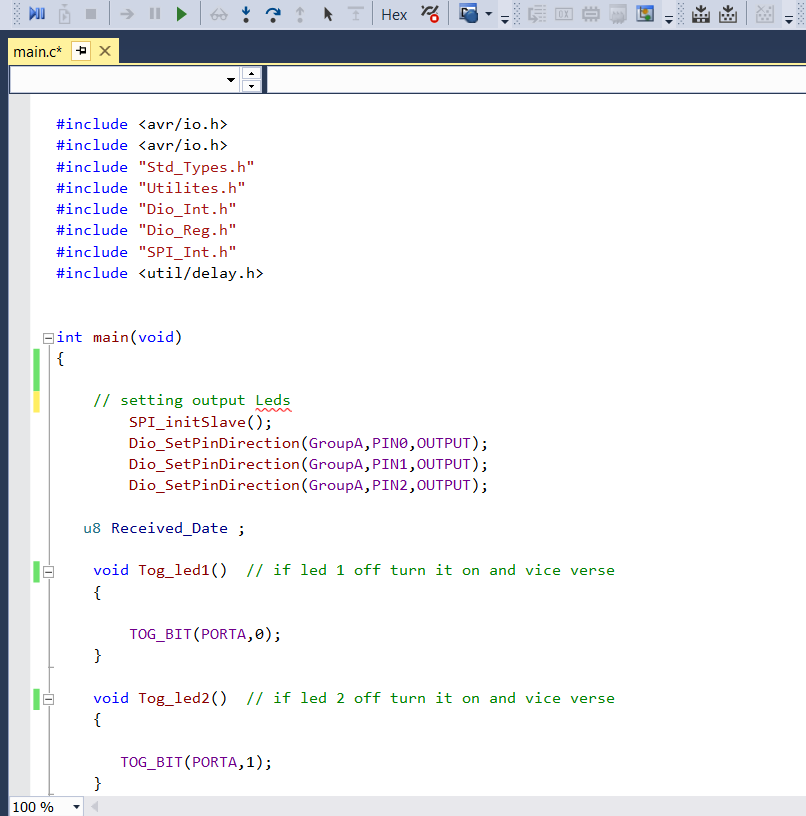 Hex
main.c*
#include <avr/io.h>
#include <avr/io.h>
#include "Std_Types.h"
#include "Utilites.h"
#include "Dio_Int.h"
#include "Dio_Reg.h"
#include "SPI_Int.h"
#include <util/delay.h>
int main(void)
{
// setting output Leds
SPI_initSlave();
Dio_SetPinDirection(GroupA,PIN0,OUTPUT);
Dio_SetPinDirection(GroupA,PIN1,OUTPUT);
Dio_SetPinDirection(GroupA,PIN2,OUTPUT);
u8 Received_Date ;
void Tog_led1()  // if led 1 off turn it on and vice verse
{
TOG_BIT(PORTA,0);
}
void Tog_led2()  // if led 2 off turn it on and vice verse
{
TOG_BIT(PORTA,1);
}
100 %